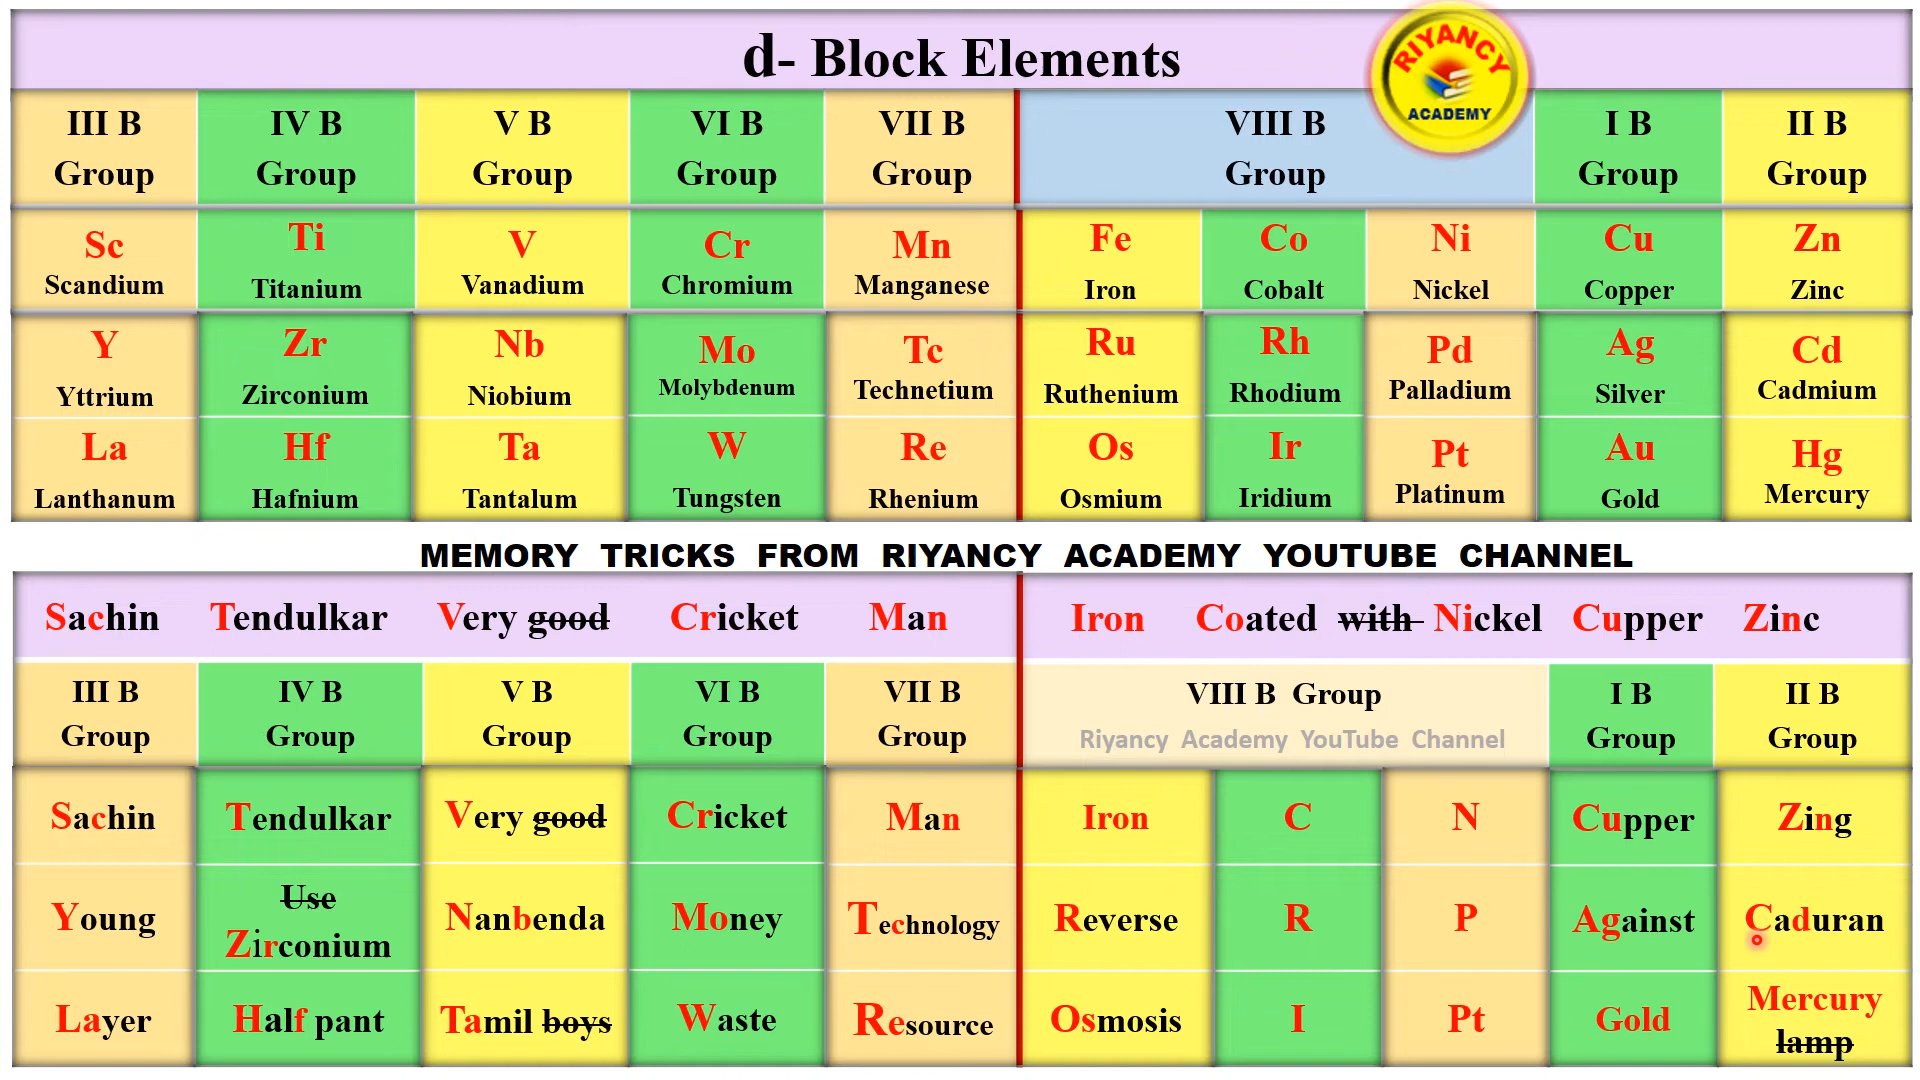 d- Block Elements
RIYANCY
ACADEMY
III B IV B V B VI B VII B VIII B I B II B
Group Group Group Group Group Group Group Group
Sc Ti V Cr Mn Fe Co Ni Cu Zn
Scandium Titanium Vanadium Chromium Manganese Iron Cobalt Nickel Copper Zinc
Y Zr Nb Mo Tc Ru Rh Pd Ag Cd
Yttrium Zirconium Niobium Molybdenum Technetium Ruthenium Rhodium Palladium Silver Cadmium
La Hf Ta W Re Os Ir Pt Au Hg
Lanthanum Hafnium Tantalum Tungsten Rhenium Osmium Iridium Platinum Gold Mercury
MEMORY TRICKS FROM RIYANCY ACADEMY YOUTUBE CHANNEL
Sachin Tendulkar Very good Cricket Man Iron Coated with Nickel Cupper Zinc
III B IV B V B VI B VII B VIII B Group I B II B
Group Group Group Group Group Riyancy Academy YouTube Channel Group Group
Sachin Tendulkar Very good Cricket Man Iron C N Cupper Zing
Use
Young Zirconium Nanbenda Money Technology Reverse R P Against Caduran
Layer Half pant Tamil boys Waste Resource Osmosis I Pt Gold Mercury
lamp